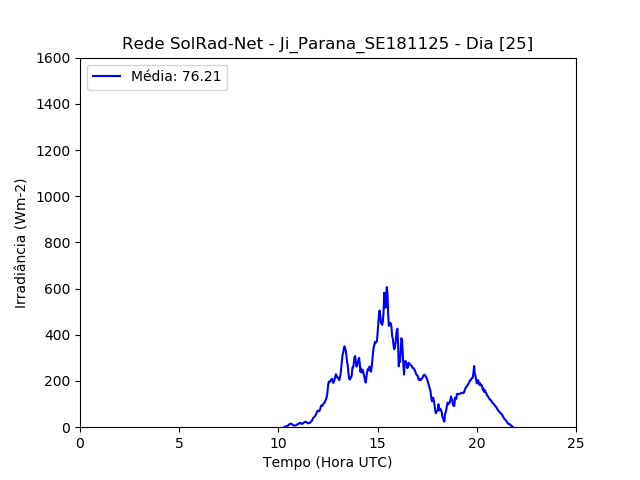 Rede SolRad-Net - Ji_Parana_SE181125 - Dia [25]
Média: 76.21
1600
1400
1200
1000
800
600
400
200
0
Irradiância (Wm-2)
0 5 10 15 20 25
Tempo (Hora UTC)